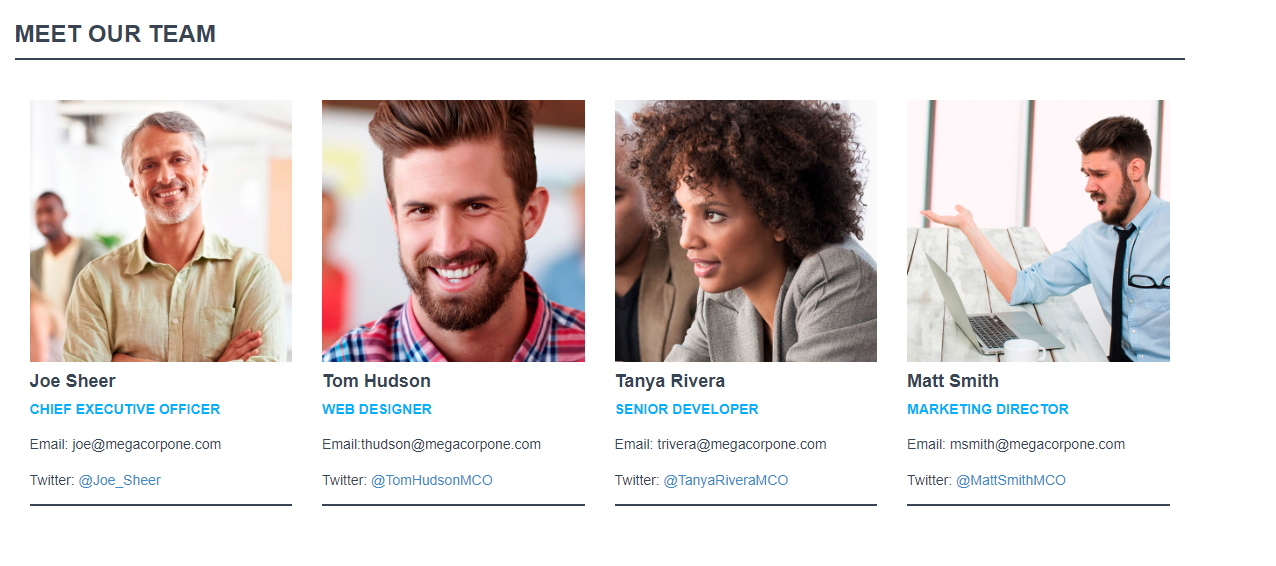 MEET OUR TEAM
Joe Sheer
CHIEF EXECUTIVE OFFICER
Email: joe@megacorpone.com
Twitter: @Joe_Sheer
Tom Hudson
WEB DESIGNER
Email:thudson@megacorpone.com
Twitter: @TomHudsonMCO
Tanya Rivera
SENIOR DEVELOPER
Email: trivera@megacorpone.com
Twitter: @TanyaRiveraMCO
Matt Smith
MARKETING DIRECTOR
Email: msmith@megacorpone.com
Twitter: @MattSmithMCO